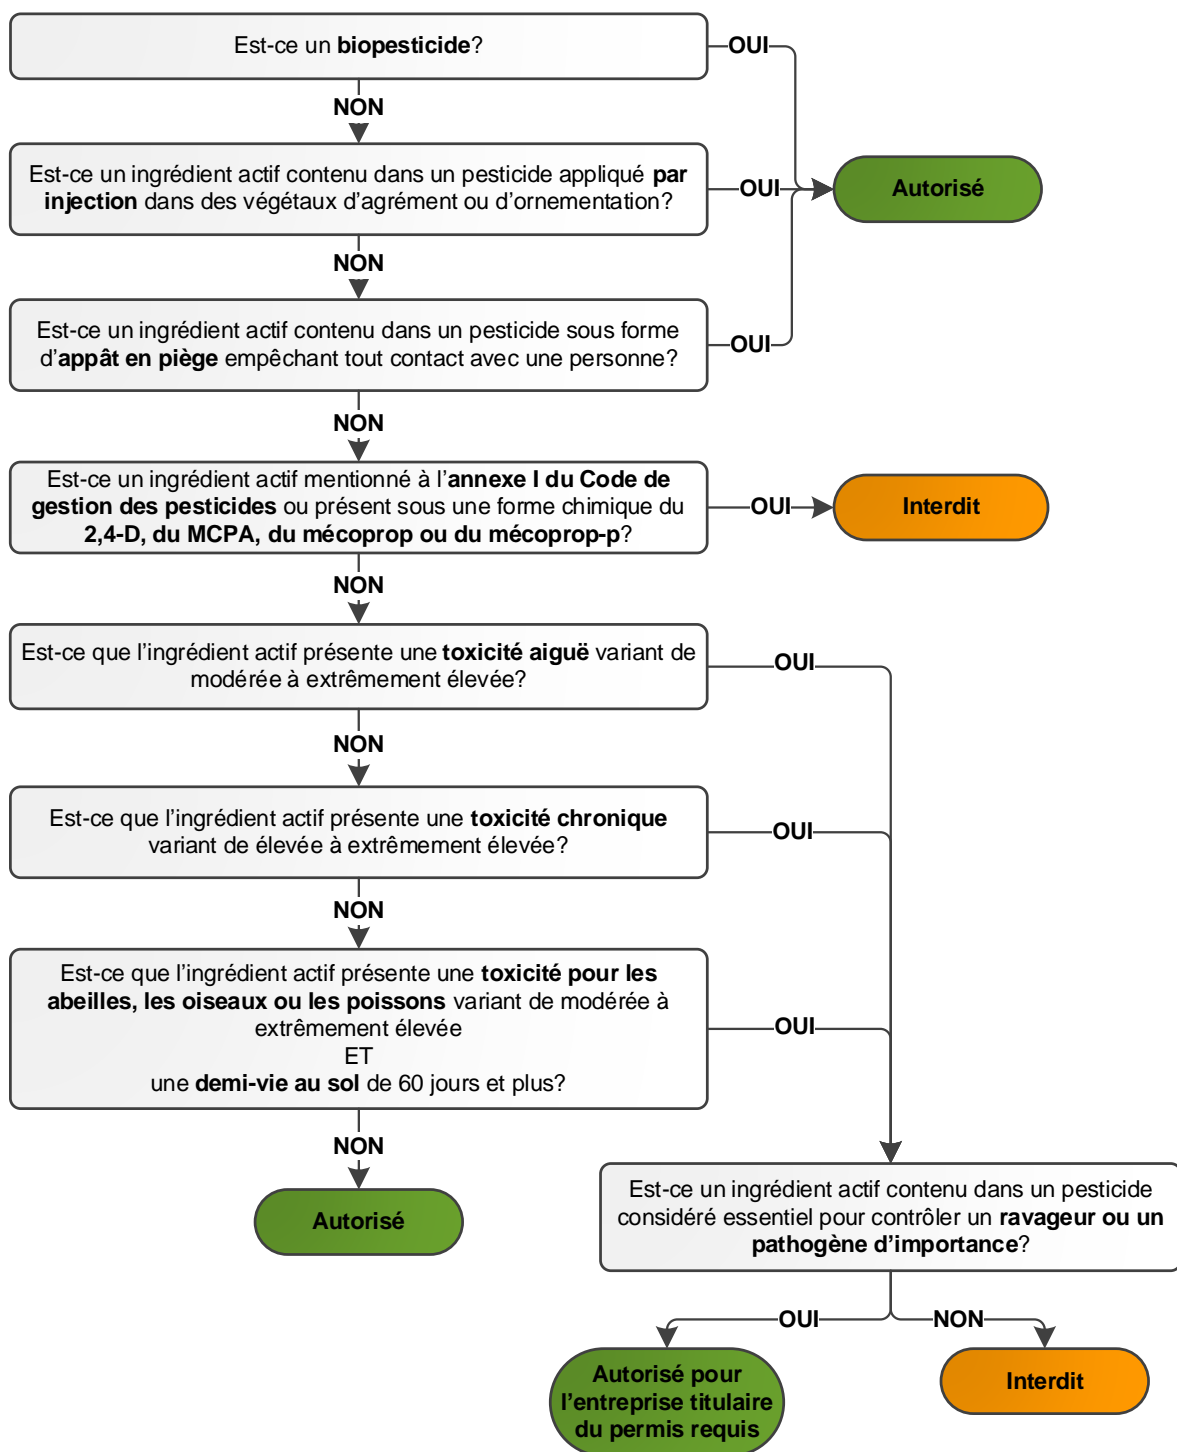 Est-ce un biopesticide?
OUI
NON
Est-ce un ingrédient actif contenu dans un pesticide appliqué par
injection dans des végétaux d'agrément ou d'ornementation?
OUI
Autorisé
NON
Est-ce un ingrédient actif contenu dans un pesticide sous forme
d'appât en piège empêchant tout contact avec une personne?
OUI
NON
Est-ce un ingrédient actif mentionné à l'annexe I du Code de
gestion des pesticides ou présent sous une forme chimique du
2,4-D, du MCPA, du mécoprop ou du mécoprop-p?
OUI
Interdit
NON
Est-ce que l'ingrédient actif présente une toxicité aiguë variant de
modérée à extrêmement élevée?
OUI
NON
Est-ce que l'ingrédient actif présente une toxicité chronique
variant de élevée à extrêmement élevée?
OUI
NON
Est-ce que l'ingrédient actif présente une toxicité pour les
abeilles, les oiseaux ou les poissons variant de modérée à
extrêmement élevée
ET
une demi-vie au sol de 60 jours et plus?
OUI
NON
Autorisé
Est-ce un ingrédient actif contenu dans un pesticide
considéré essentiel pour contrôler un ravageur ou un
pathogène d'importance?
OUI
NON
Autorisé pour
l'entreprise titulaire
du permis requis
Interdit